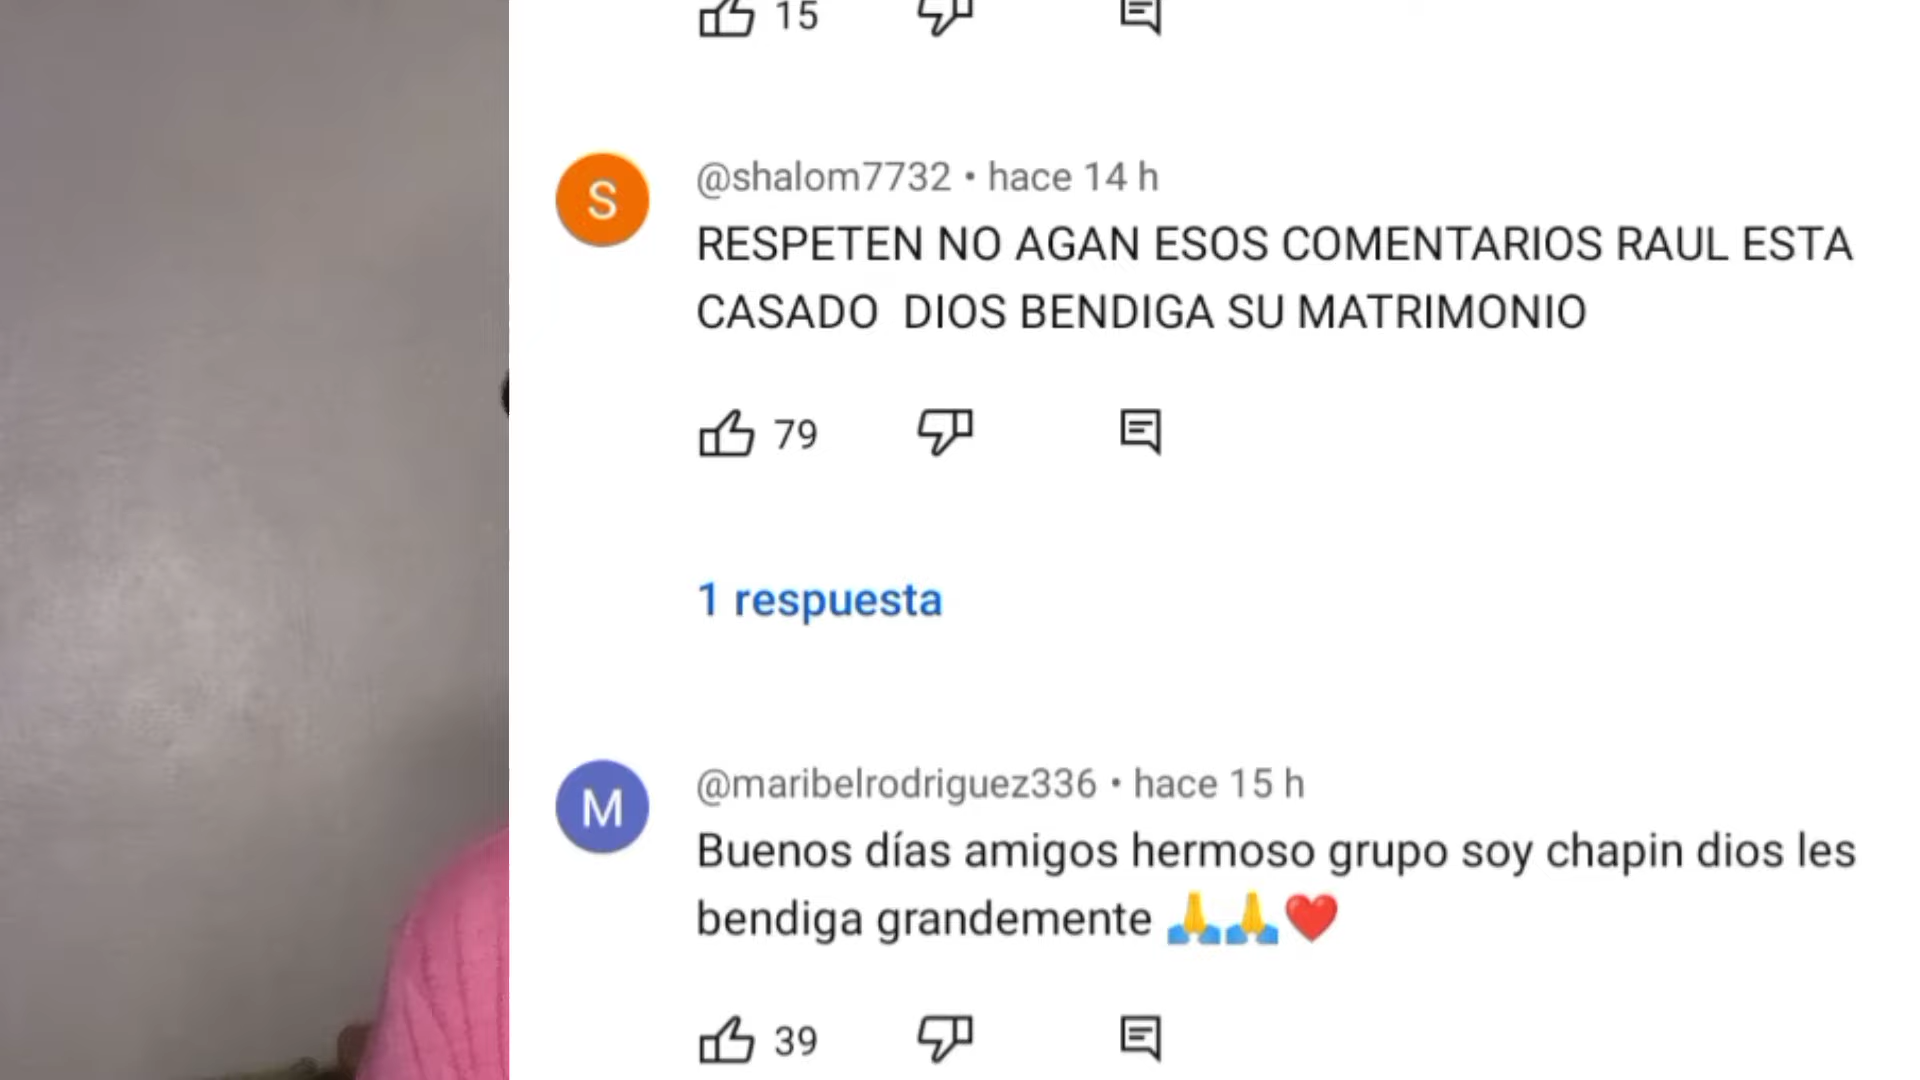 15
S
@shalom7732 • hace 14 h
RESPETEN NO AGAN ESOS COMENTARIOS RAUL ESTA
CASADO  DIOS BENDIGA SU MATRIMONIO
79
1 respuesta
M
@maribelrodriguez336 • hace 15 h
Buenos días amigos hermoso grupo soy chapin dios les
bendiga grandemente 🙏🙏❤️
39